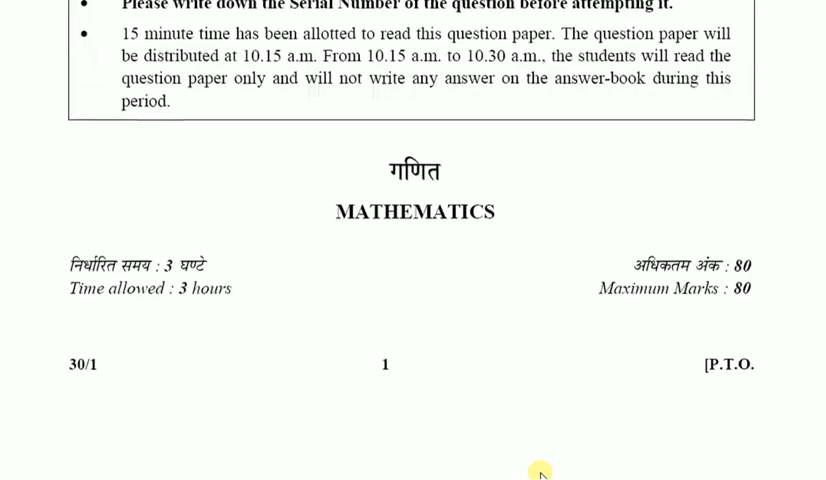 • Please write down the Serial Number of the question before attempting it.
• 15 minute time has been allotted to read this question paper. The question paper will
be distributed at 10.15 a.m. From 10.15 a.m. to 10.30 a.m., the students will read the
question paper only and will not write any answer on the answer-book during this
period.
गणित
MATHEMATICS
निर्धारित समय : 3 घण्टे अधिकतम अंक : 80
Time allowed : 3 hours Maximum Marks : 80
30/1 1 [P.T.O.